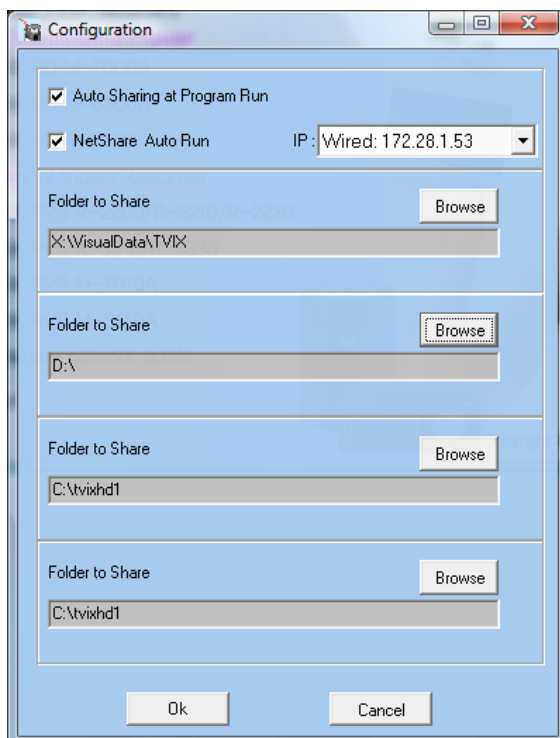 Configuration
Auto Sharing at Program Run
NetShare Auto Run IP : Wired: 172.28.1.53
Folder to Share Browse
X:\VisualData\TVIX
Folder to Share Browse
D:\
Folder to Share Browse
C:\tvixhd1
Folder to Share Browse
C:\tvixhd1
Ok Cancel